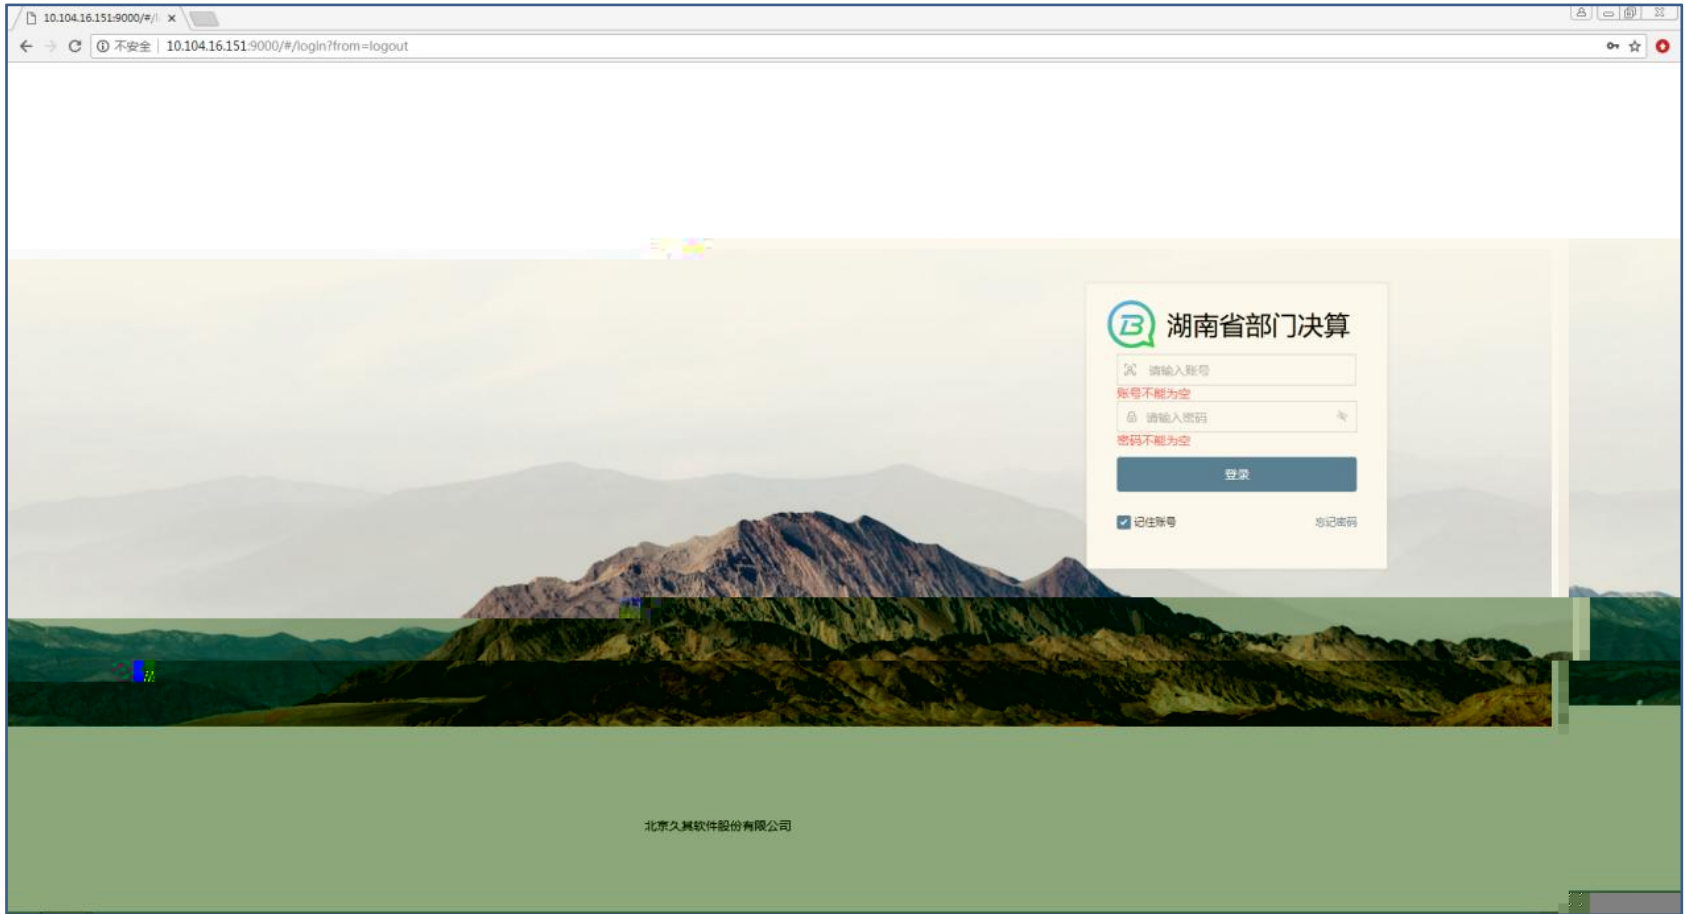 10.104.16.151:9000/#/l
不安全 10.104.16.151:9000/#/login?from=logout
湖南省部门决算
请输入账号
账号不能为空
请输入密码
密码不能为空
登录
记住账号 忘记密码
北京久其软件股份有限公司